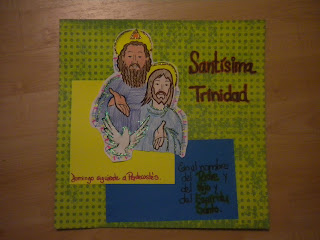 Santísima
Trinidad
Domingo siguiente a Pentecostés.
En el nombre
del Padre y
del Hijo y
del Espíritu
Santo.